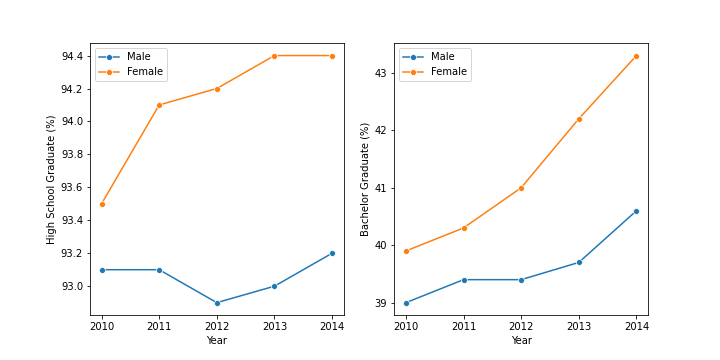 Male
Female
High School Graduate (%)
94.4
94.2
94.0
93.8
93.6
93.4
93.2
93.0
2010 2011 2012 2013 2014
Year
Male
Female
Bachelor Graduate (%)
43
42
41
40
39
2010 2011 2012 2013 2014
Year